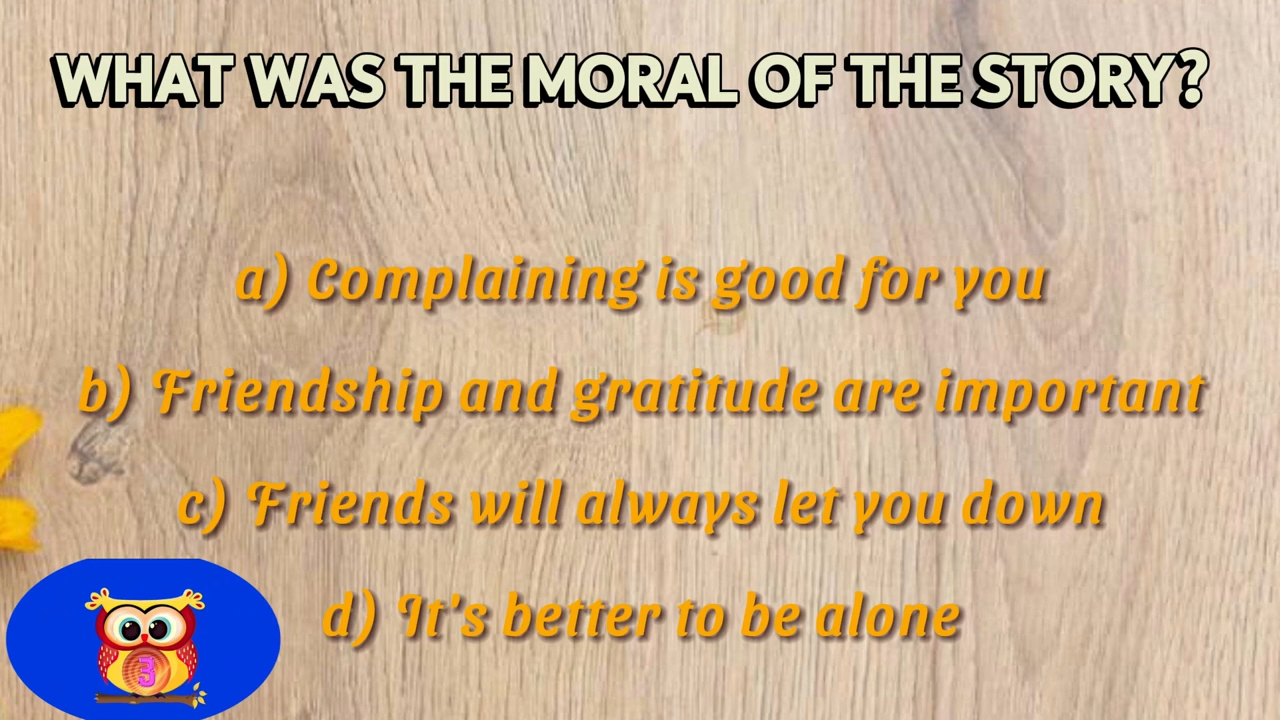 WHAT WAS THE MORAL OF THE STORY?
a) Complaining is good for you
b) Friendship and gratitude are important
c) Friends will always let you down
d) It's better to be alone
3